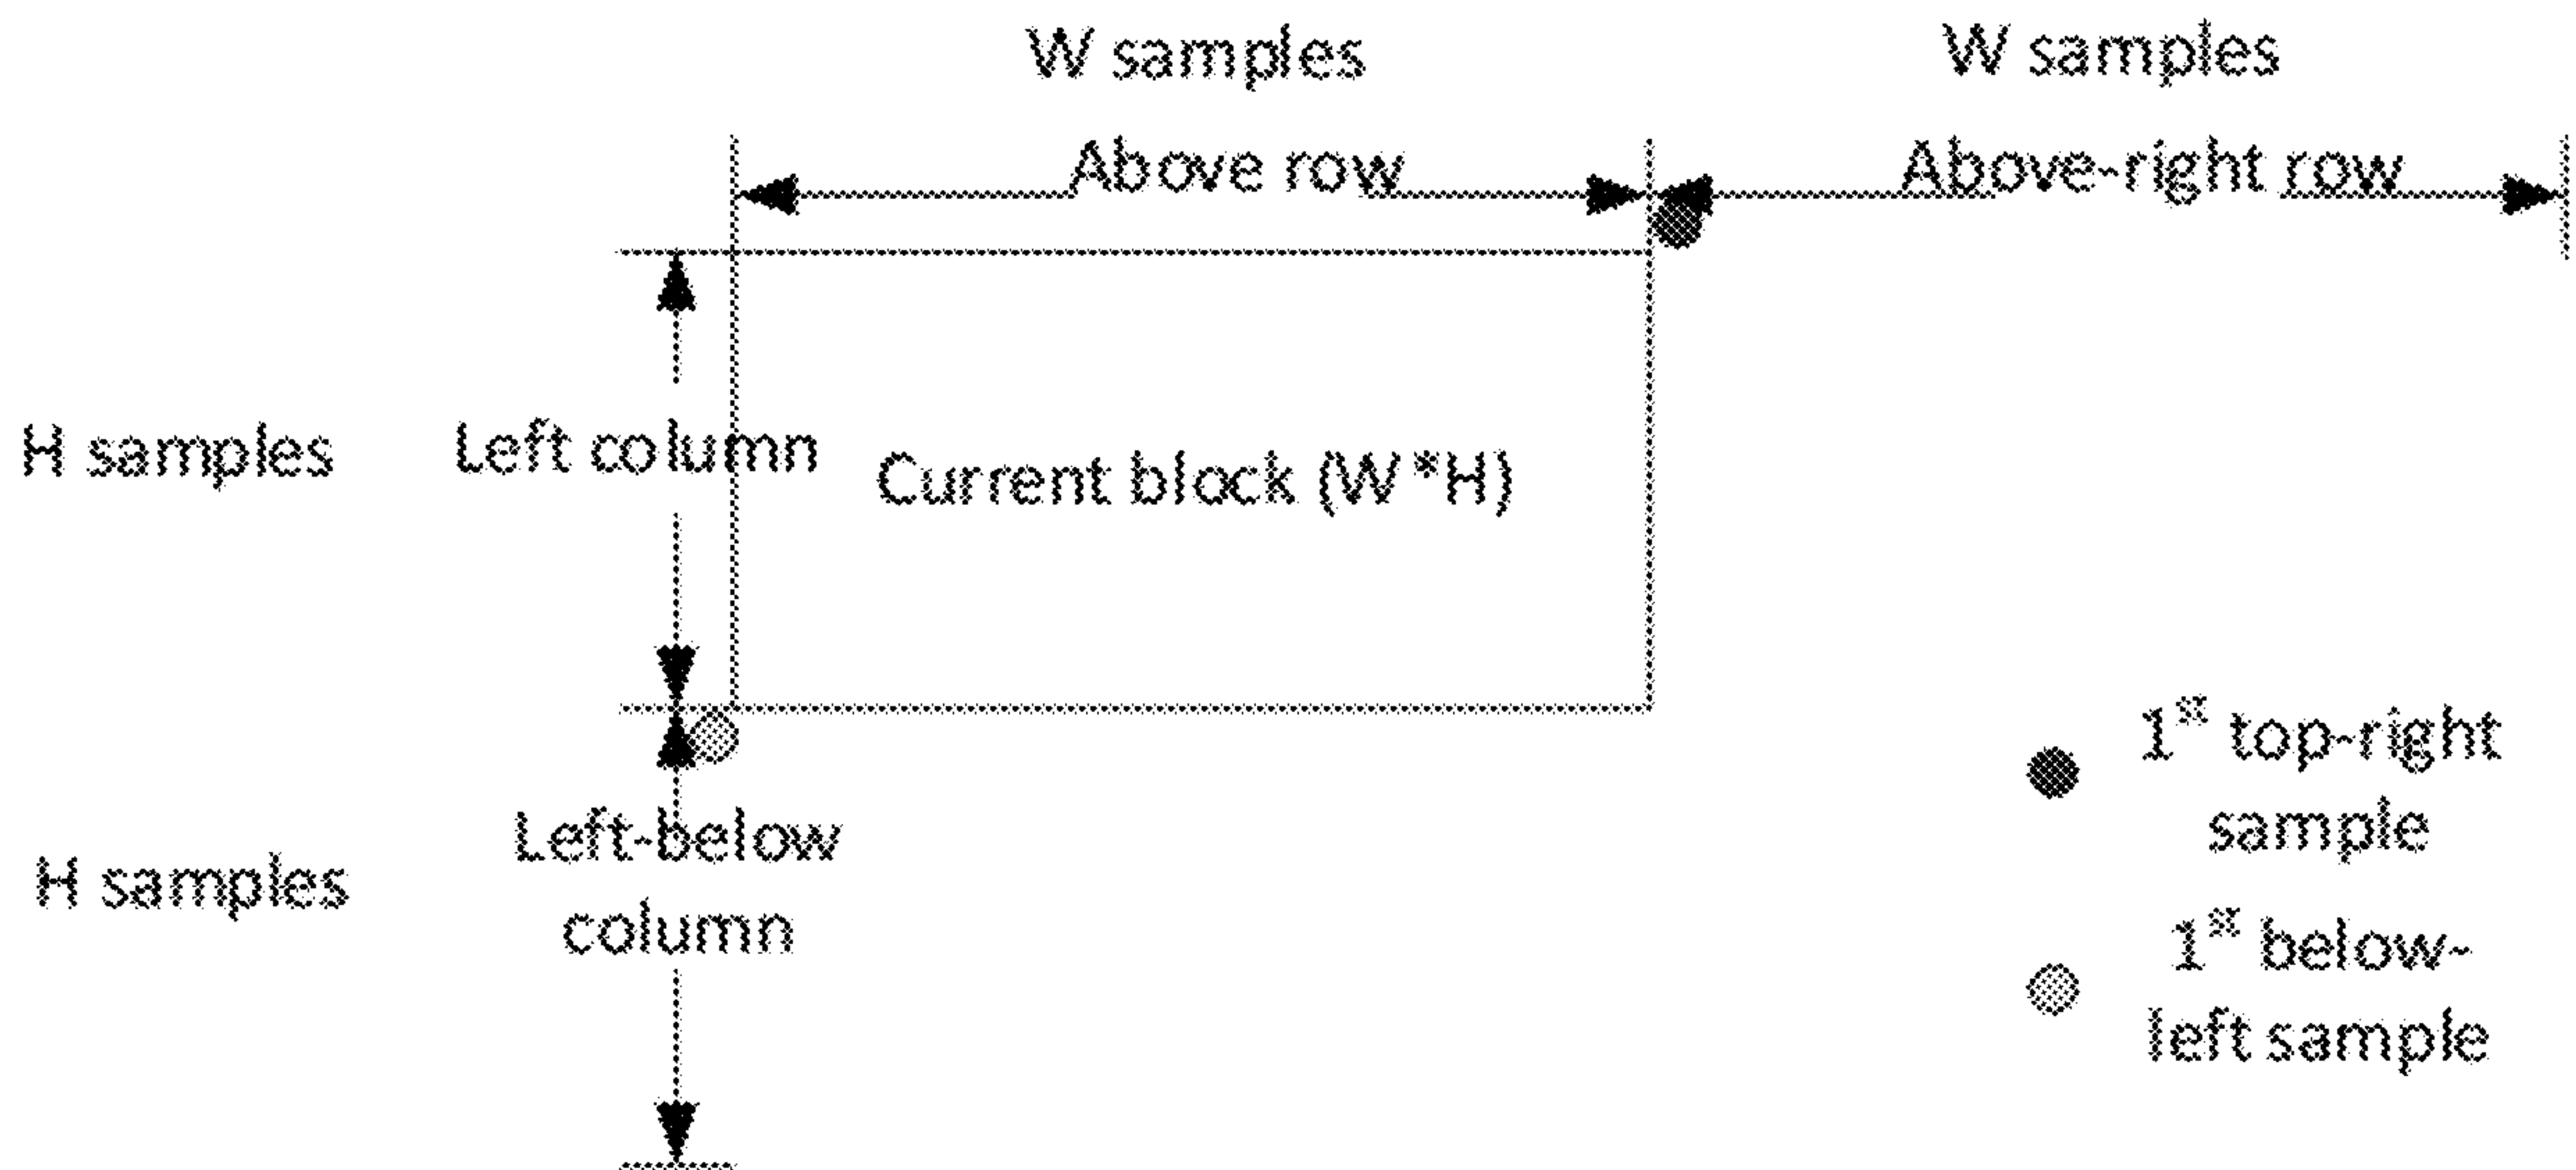 W samples
W samples
Above row
Above-right row
H samples
Left column
Current block (W*H)
1st top-right
sample
Left-below
column
H samples
1st below-
left sample